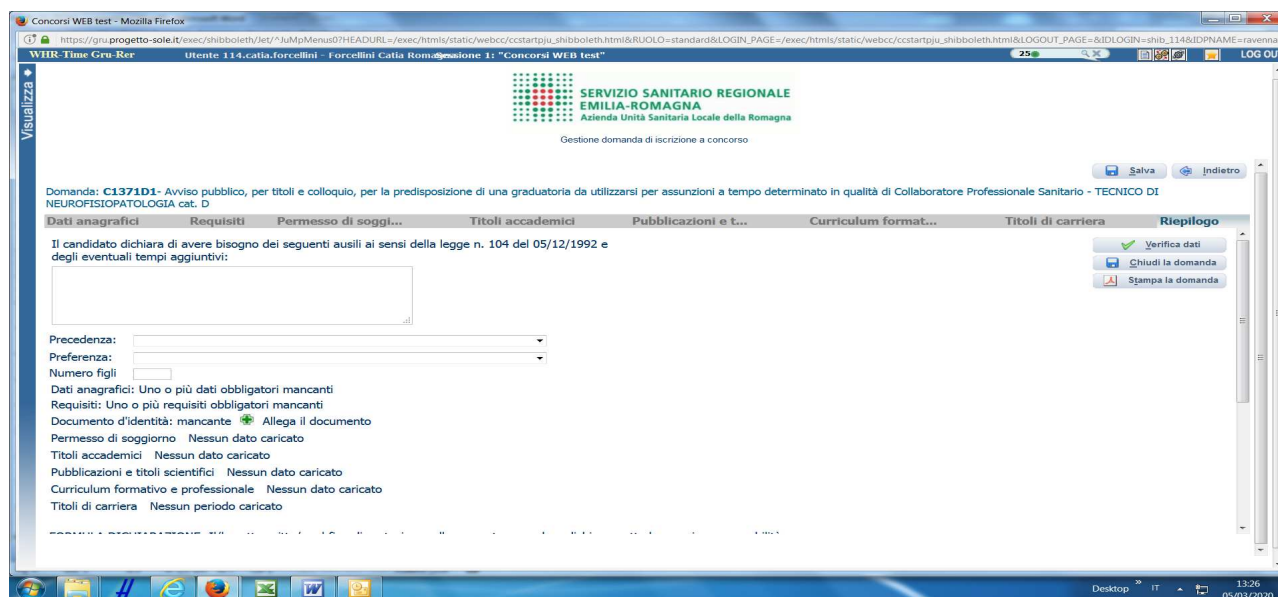 Concorsi WEB test - Mozilla Firefox
https://gru.progetto-sole.it/exec/shibboleth/Jet/^JuMpMenus0?HEADURL=/exec/htmls/static/webcc/ccstartpju_shibboleth.html&RUOLO=standard&LOGIN_PAGE=/exec/htmls/static/webcc/ccstartpju_shibboleth.html&LOGOUT_PAGE=&IDLOGIN=shib_114&IDPNAME=ravenna
WHR-Time Gru-Rer Utente 114.catia.forcellini - Forcellini Catia 1: "Concorsi WEB test" 25 LOG OU
Visualizza
SERVIZIO SANITARIO REGIONALE
EMILIA-ROMAGNA
Azienda Unità Sanitaria Locale della Romagna
Gestione domanda di iscrizione a concorso
Salva Indietro
Domanda: C1371D1- Avviso pubblico, per titoli e colloquio, per la predisposizione di una graduatoria da utilizzarsi per assunzioni a tempo determinato in qualità di Collaboratore Professionale Sanitario - TECNICO DI
NEUROFISIOPATOLOGIA cat. D
Dati anagrafici Requisiti Permesso di soggi... Titoli accademici Pubblicazioni e t... Curriculum format... Titoli di carriera Riepilogo
Il candidato dichiara di avere bisogno dei seguenti ausili ai sensi della legge n. 104 del 05/12/1992 e
degli eventuali tempi aggiuntivi:
Verifica dati
Chiudi la domanda
Stampa la domanda
Precedenza:
Preferenza:
Numero figli
Dati anagrafici: Uno o più dati obbligatori mancanti
Requisiti: Uno o più requisiti obbligatori mancanti
Documento d'identità: mancante Allega il documento
Permesso di soggiorno Nessun dato caricato
Titoli accademici Nessun dato caricato
Pubblicazioni e titoli scientifici Nessun dato caricato
Curriculum formativo e professionale Nessun dato caricato
Titoli di carriera Nessun periodo caricato
Desktop » IT 13:26
05/03/2020